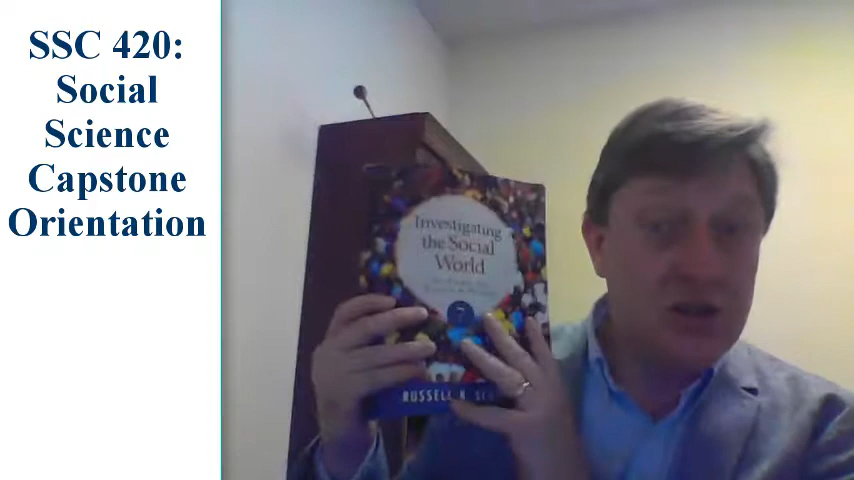 SSC 420:
Social
Science
Capstone
Orientation
Investigating
the Social
World
7
RUSSELL K